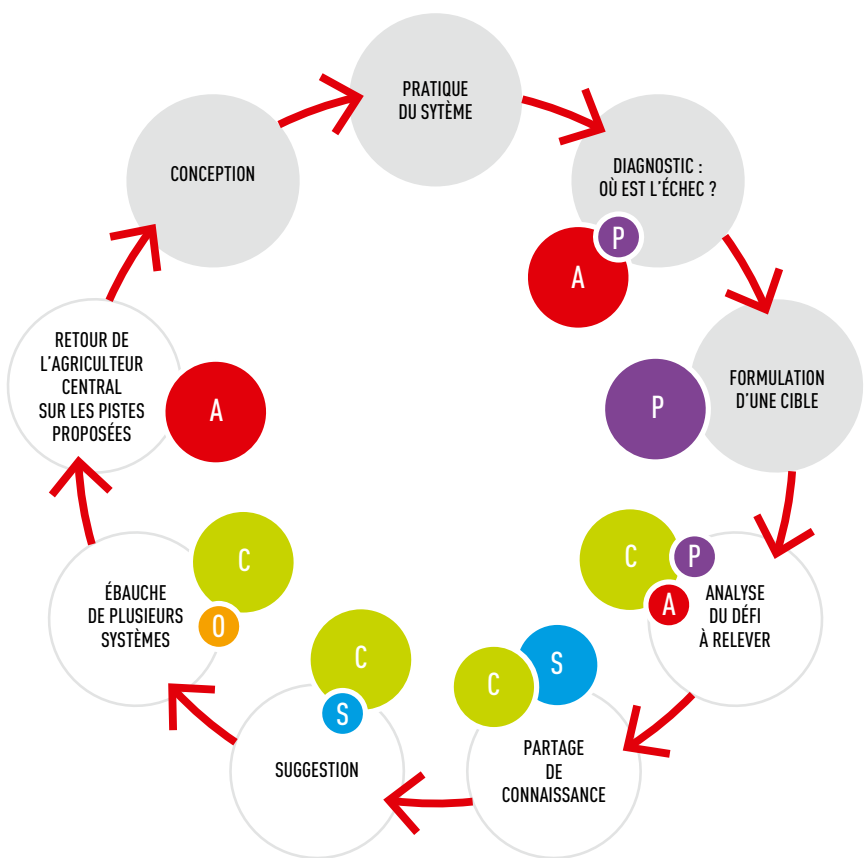 PRATIQUE
DU SYTÈME
DIAGNOSTIC :
OÙ EST L'ÉCHEC ?
P
A
FORMULATION
D'UNE CIBLE
P
ANALYSE
DU DÉFI
À RELEVER
C
P
A
PARTAGE
DE
CONNAISSANCE
C
S
SUGGESTION
C
S
ÉBAUCHE
DE PLUSIEURS
SYSTÈMES
C
O
RETOUR DE
L'AGRICULTEUR
CENTRAL
SUR LES PISTES
PROPOSÉES
A
CONCEPTION